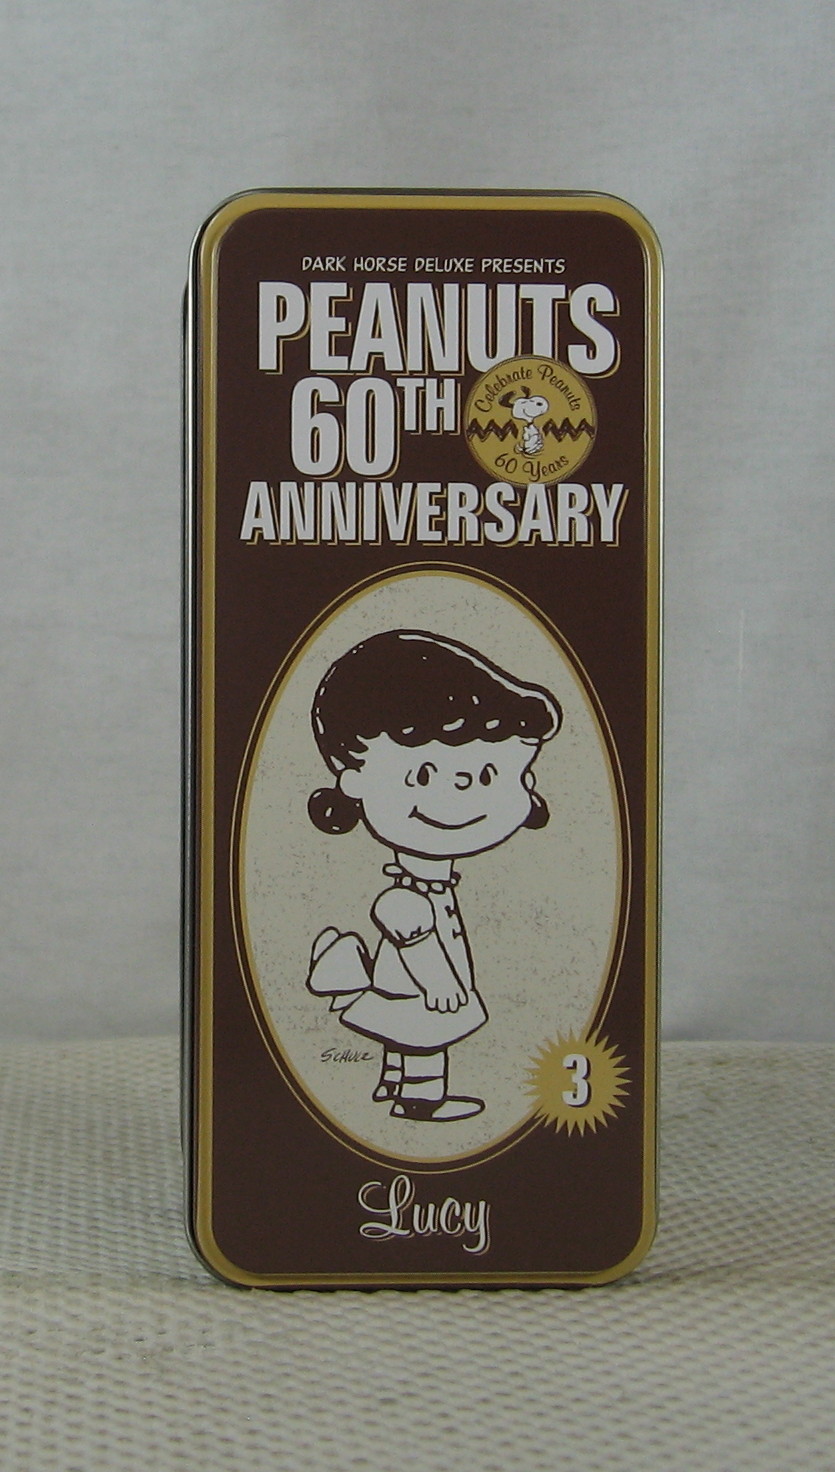 DARK HORSE DELUXE PRESENTS
PEANUTS
60TH
Celebrate Peanuts
60 Years
ANNIVERSARY
SCHULZ
3
Lucy